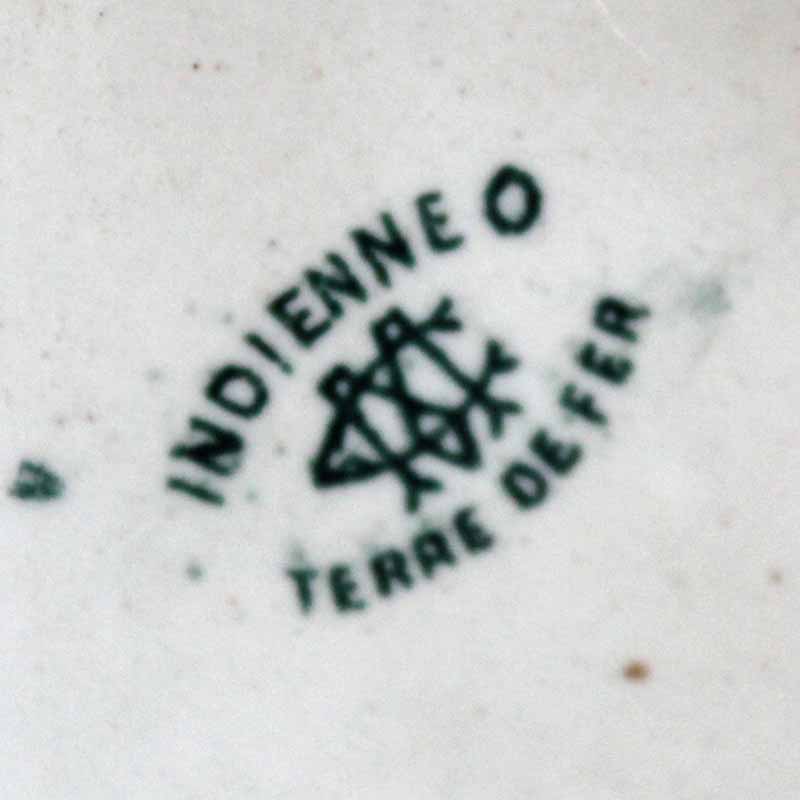 INDIENNE O
TERRE DE FER